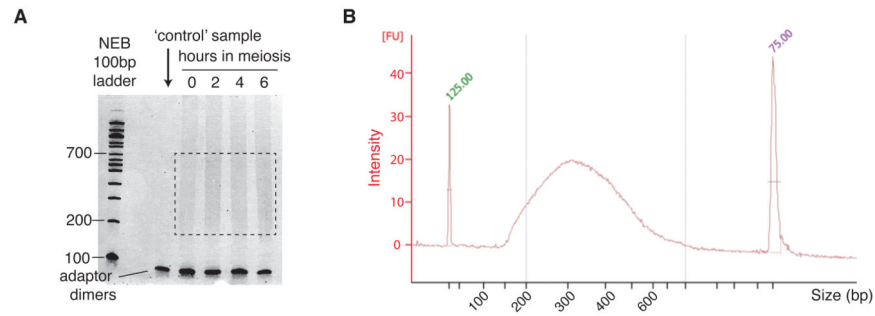 A
NEB
100bp
ladder
'control' sample
hours in meiosis
0 2 4 6
700
200
100
adaptor
dimers
B
[FU]
125.00
75.00
40
30
20
10
0
Intensity
100 200 300 400 600
Size (bp)